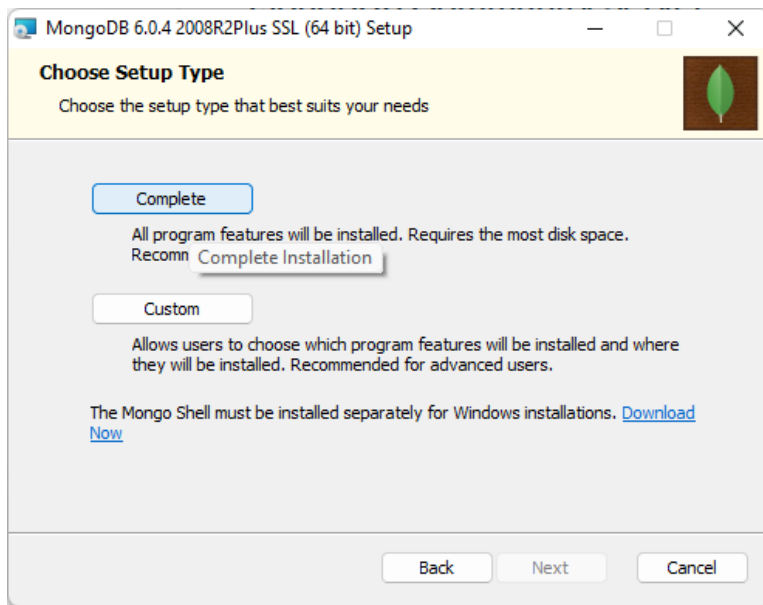 MongoDB 6.0.4 2008R2Plus SSL (64 bit) Setup
Choose Setup Type
Choose the setup type that best suits your needs
Complete
All program features will be installed. Requires the most disk space.
Recomm
Complete Installation
Custom
Allows users to choose which program features will be installed and where
they will be installed. Recommended for advanced users.
The Mongo Shell must be installed separately for Windows installations. Download
Now
Back
Next
Cancel